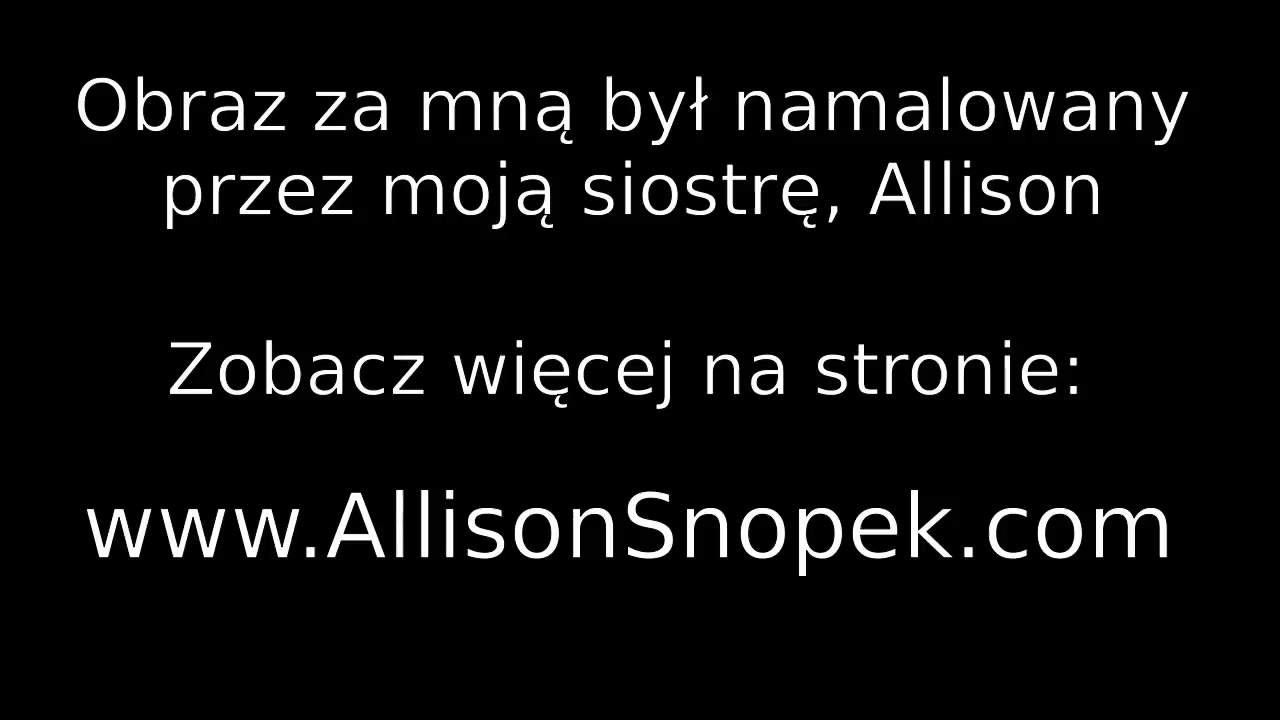 Obraz za mną był namalowany
przez moją siostrę, Allison
Zobacz więcej na stronie:
www.AllisonSnopek.com